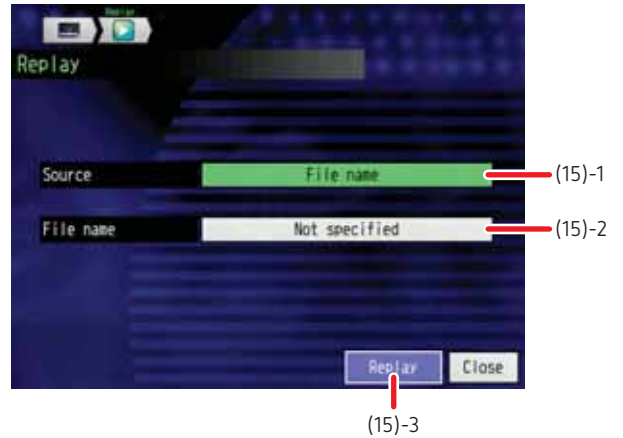 Replay
Replay
Source
File name
(15)-1
File name
Not specified
(15)-2
Replay
Close
(15)-3